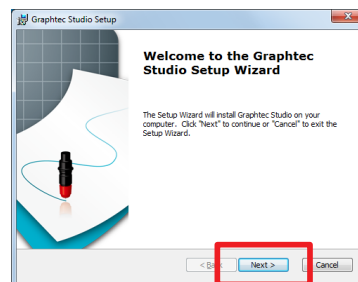 Graphtec Studio Setup
Welcome to the Graphtec
Studio Setup Wizard
The Setup Wizard will install Graphtec Studio on your
computer. Click "Next" to continue or "Cancel" to exit the
Setup Wizard.
< Back Next > Cancel